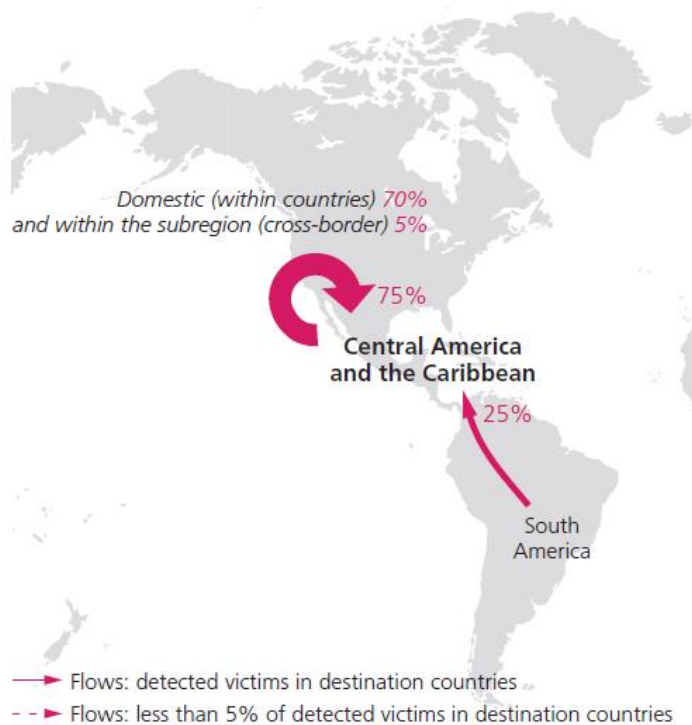 Domestic (within countries) 70%
and within the subregion (cross-border) 5%
75%
Central America
and the Caribbean
25%
South
America
Flows: detected victims in destination countries
Flows: less than 5% of detected victims in destination countries